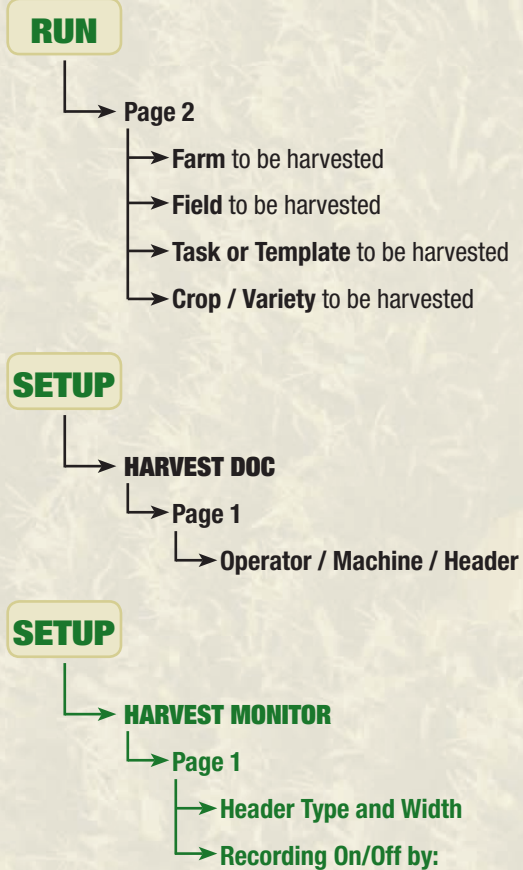 RUN
Page 2
Farm to be harvested
Field to be harvested
Task or Template to be harvested
Crop / Variety to be harvested
SETUP
HARVEST DOC
Page 1
Operator / Machine / Header
SETUP
HARVEST MONITOR
Page 1
Header Type and Width
Recording On/Off by: